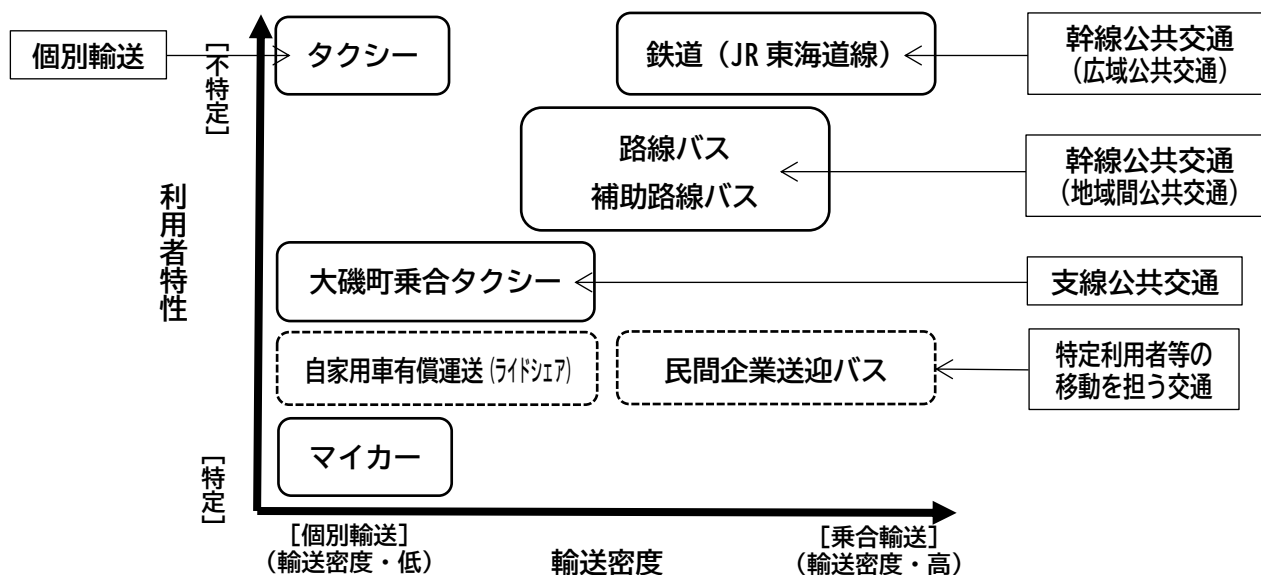 個別輸送
[不特定]
タクシー
鉄道（JR 東海道線）
幹線公共交通
（広域公共交通）
路線バス
補助路線バス
幹線公共交通
（地域間公共交通）
利用者特性
大磯町乗合タクシー
支線公共交通
自家用車有償運送（ライドシェア）
民間企業送迎バス
特定利用者等の
移動を担う交通
マイカー
[特定]
[個別輸送]
（輸送密度・低）
輸送密度
[乗合輸送]
（輸送密度・高）